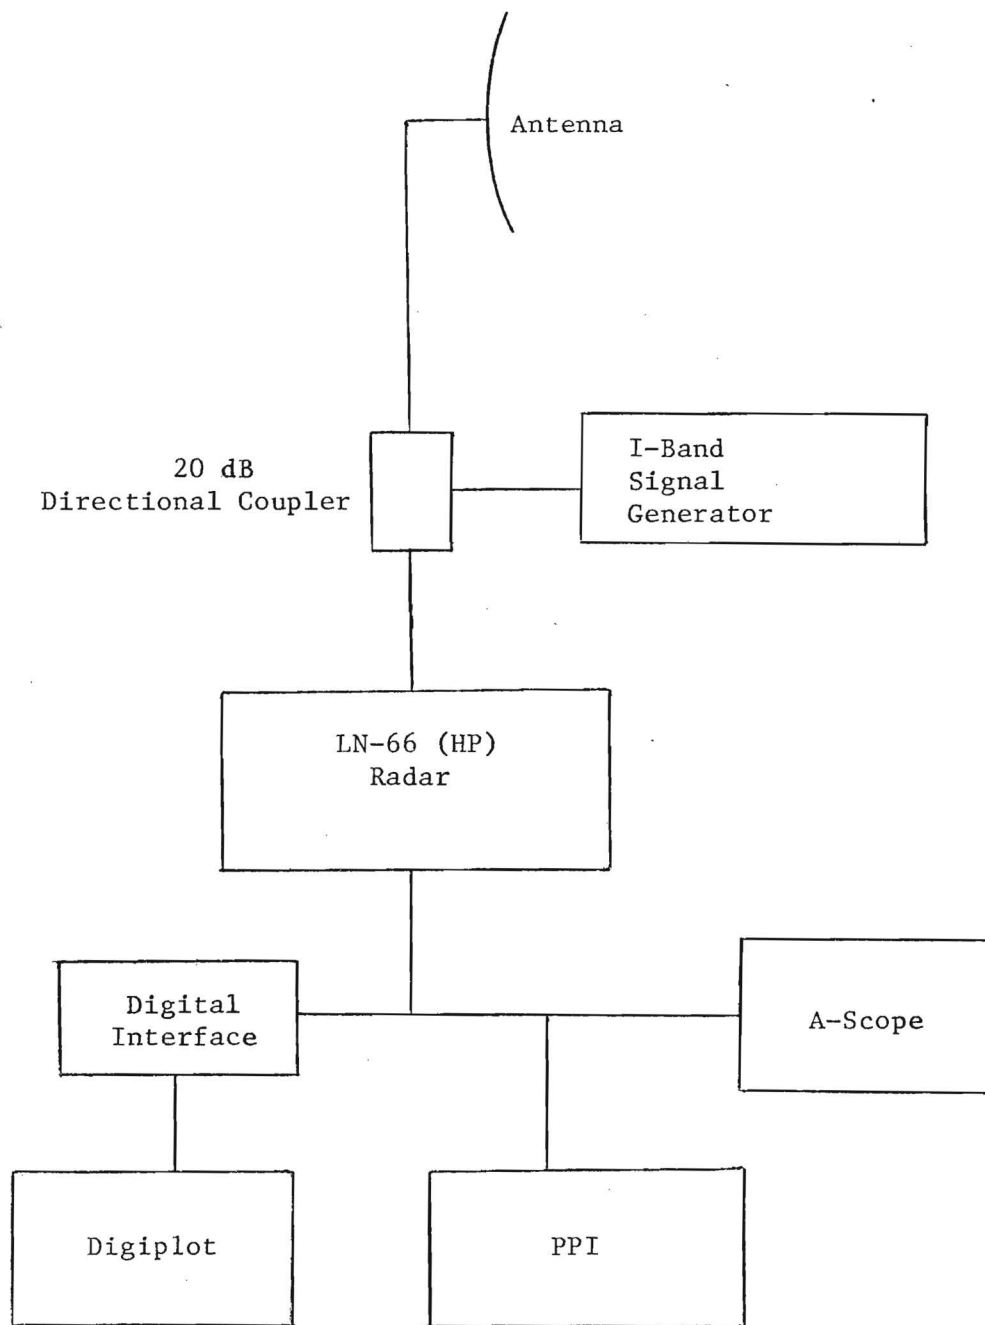 Antenna
20 dB
Directional Coupler
I-Band
Signal
Generator
LN-66 (HP)
Radar
Digital
Interface
A-Scope
Digiplot
PPI